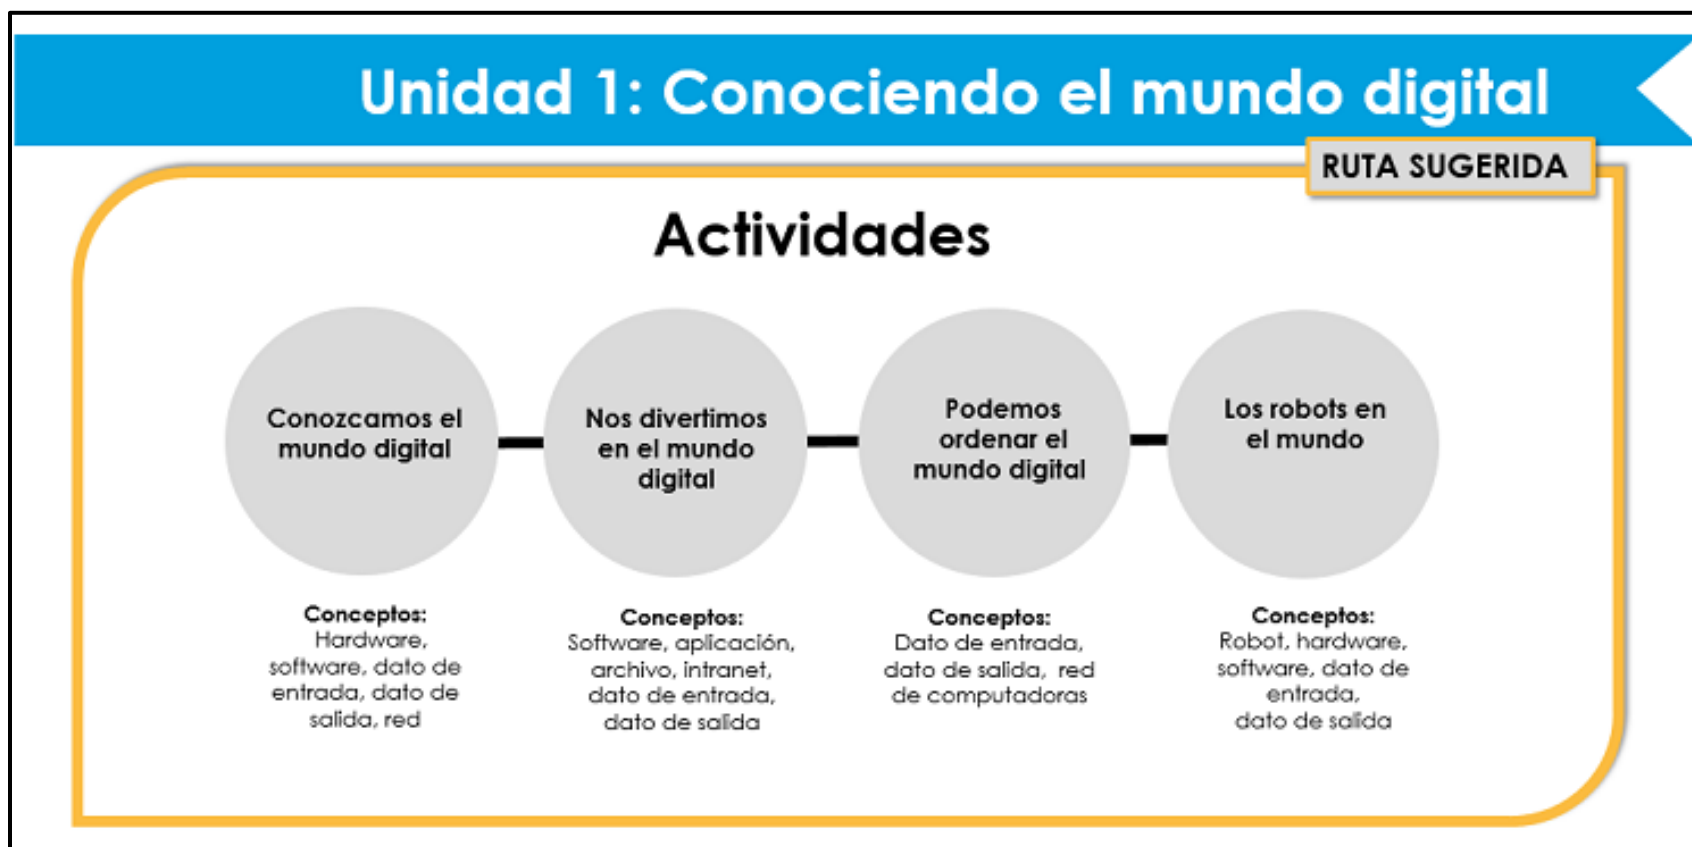 Unidad 1: Conociendo el mundo digital
RUTA SUGERIDA
Actividades
Conozcamos el
mundo digital
Nos divertimos
en el mundo
digital
Podemos
ordenar el
mundo digital
Los robots en
el mundo
Conceptos:
Hardware,
software, dato de
entrada, dato de
salida, red
Conceptos:
Software, aplicación,
archivo, intranet,
dato de entrada,
dato de salida
Conceptos:
Dato de entrada,
dato de salida, red
de computadoras
Conceptos:
Robot, hardware,
software, dato de
entrada,
dato de salida